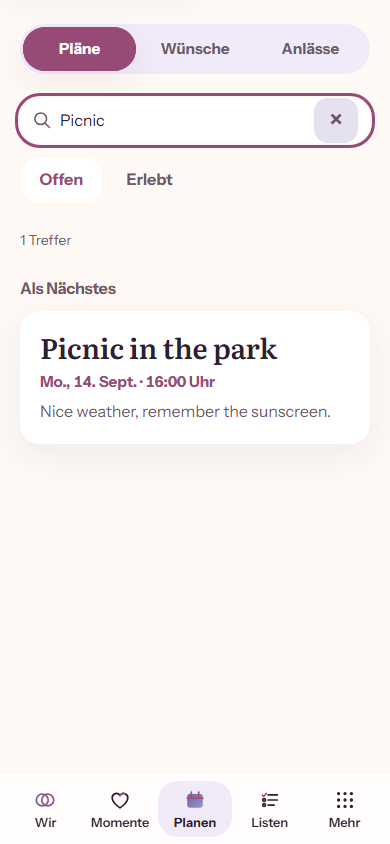 Pläne Wünsche Anlässe
Picnic
Offen Erlebt
1 Treffer
Als Nächstes
Picnic in the park
Mo., 14. Sept. · 16:00 Uhr
Nice weather, remember the sunscreen.
Wir Momente Planen Listen Mehr